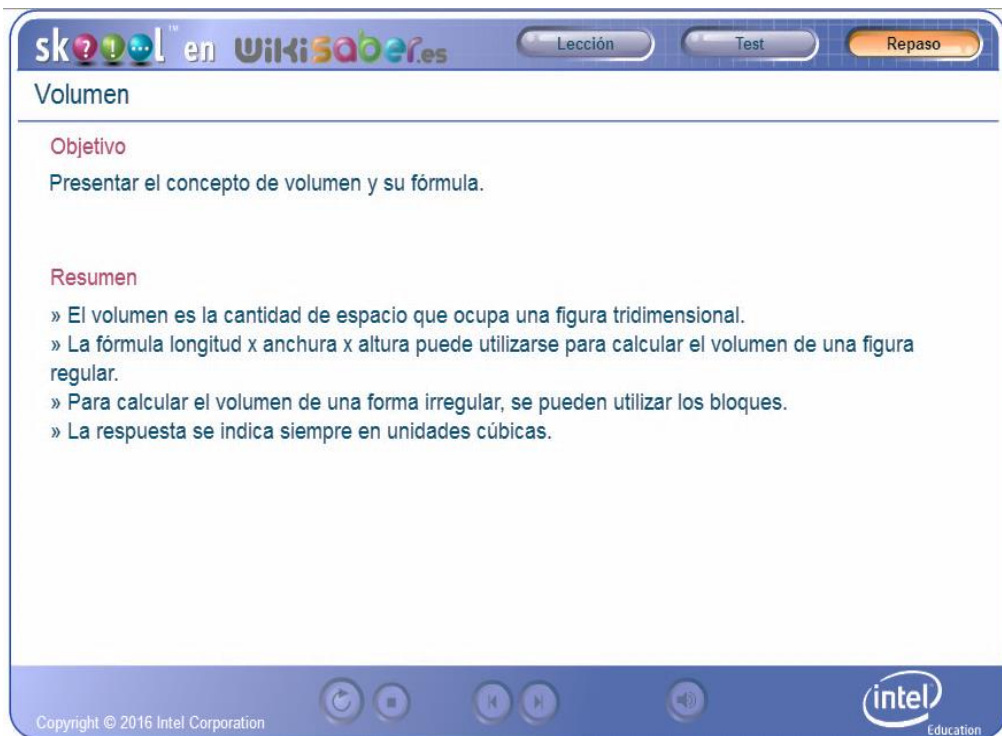 skoool™ en wikisaber.es
Lección
Test
Repaso
Volumen
Objetivo
Presentar el concepto de volumen y su fórmula.
Resumen
» El volumen es la cantidad de espacio que ocupa una figura tridimensional.
» La fórmula longitud x anchura x altura puede utilizarse para calcular el volumen de una figura
regular.
» Para calcular el volumen de una forma irregular, se pueden utilizar los bloques.
» La respuesta se indica siempre en unidades cúbicas.
Copyright © 2016 Intel Corporation
intel
Education